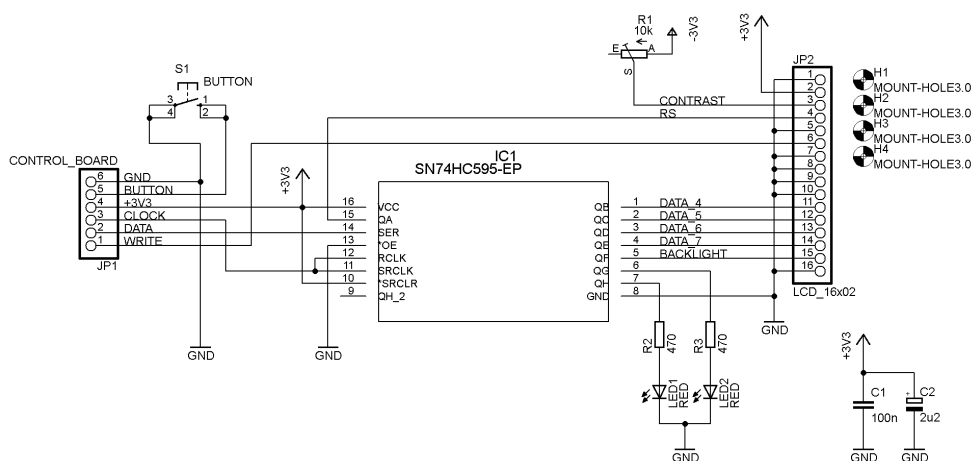 R1
10k
E
A
S
-3V3
+3V3
JP2
1
2
3
4
5
6
7
8
9
10
11
12
13
14
15
16
LCD_16x02
H1
MOUNT-HOLE3.0
H2
MOUNT-HOLE3.0
H3
MOUNT-HOLE3.0
H4
MOUNT-HOLE3.0
S1
BUTTON
3
4
1
2
CONTRAST
RS
CONTROL_BOARD
6 GND
5 BUTTON
4 +3V3
3 CLOCK
2 DATA
1 WRITE
JP1
+3V3
IC1
SN74HC595-EP
16 VCC
15 QA
14 SER
13 *OE
12 RCLK
11 SRCLK
10 *SRCLR
9 QH_2
QB 1 DATA_4
QC 2 DATA_5
QD 3 DATA_6
QE 4 DATA_7
QF 5 BACKLIGHT
QG 6
QH 7
GND 8
GND
GND
GND
R2
470
R3
470
LED1
RED
LED2
RED
GND
+3V3
C1
100n
C2
+
2u2
GND
GND